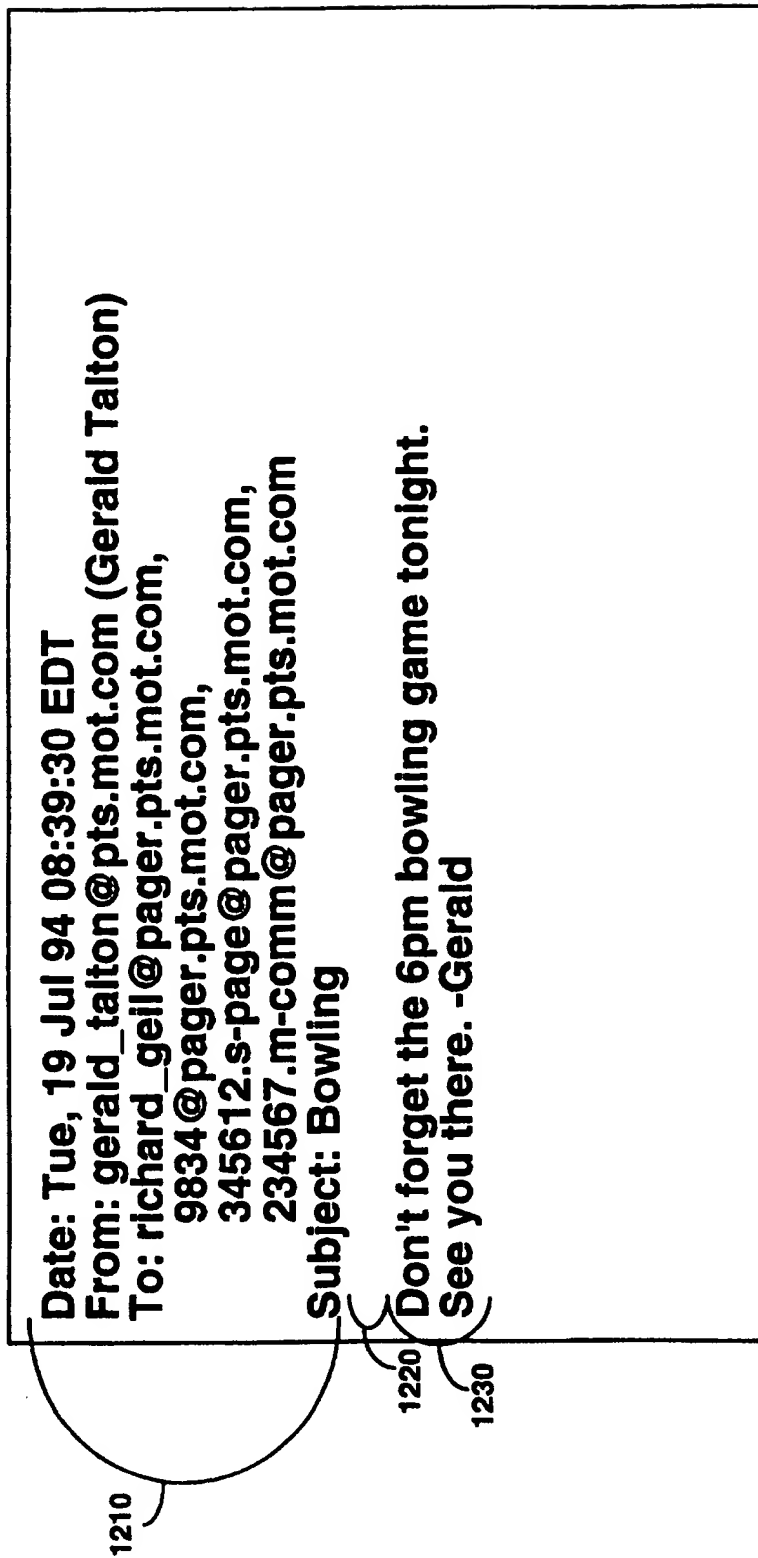 Date: Tue, 19 Jul 94 08:39:30 EDT
From: gerald_talton@pts.mot.com (Gerald Talton)
To: richard_geil@pager.pts.mot.com,
9834@pager.pts.mot.com,
345612.s-page@pager.pts.mot.com,
234567.m-comm@pager.pts.mot.com
Subject: Bowling
Don't forget the 6pm bowling game tonight.
See you there. -Gerald
1210
1220
1230